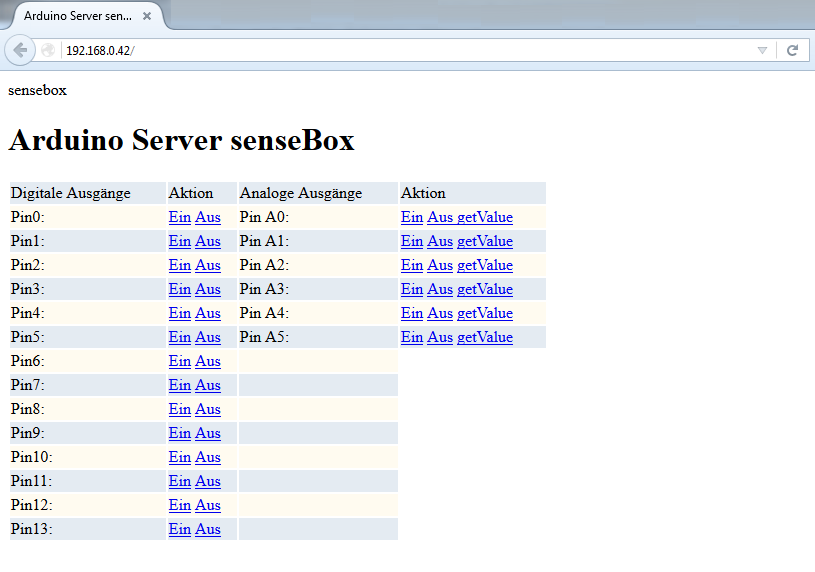 Arduino Server sen...
192.168.0.42/
sensebox
Arduino Server senseBox
Digitale Ausgänge Aktion Analoge Ausgänge Aktion
Pin0: Ein Aus Pin A0: Ein Aus getValue
Pin1: Ein Aus Pin A1: Ein Aus getValue
Pin2: Ein Aus Pin A2: Ein Aus getValue
Pin3: Ein Aus Pin A3: Ein Aus getValue
Pin4: Ein Aus Pin A4: Ein Aus getValue
Pin5: Ein Aus Pin A5: Ein Aus getValue
Pin6: Ein Aus
Pin7: Ein Aus
Pin8: Ein Aus
Pin9: Ein Aus
Pin10: Ein Aus
Pin11: Ein Aus
Pin12: Ein Aus
Pin13: Ein Aus